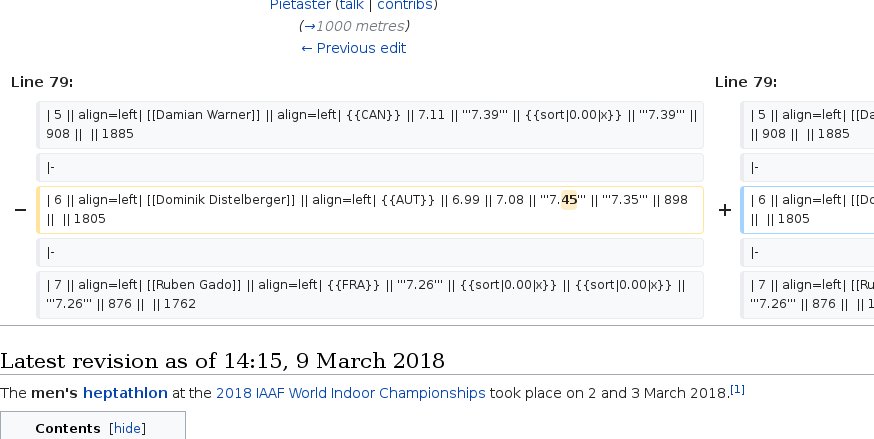 Pietaster (talk | contribs)
(→1000 metres)
← Previous edit
Line 79:
Line 79:
| 5 || align=left| [[Damian Warner]] || align=left| {{CAN}} || 7.11 || '''7.39''' || {{sort|0.00|x}} || '''7.39''' ||
908 || || 1885
| 5 || align=left| [[Da
|| 908 || || 1885
|-
|-
− | 6 || align=left| [[Dominik Distelberger]] || align=left| {{AUT}} || 6.99 || 7.08 || '''7.45''' || '''7.35''' || 898
|| || 1805
+ | 6 || align=left| [[Do
|| || 1805
|-
|-
| 7 || align=left| [[Ruben Gado]] || align=left| {{FRA}} || '''7.26''' || {{sort|0.00|x}} || {{sort|0.00|x}} ||
'''7.26''' || 876 || || 1762
| 7 || align=left| [[Ru
'''7.26''' || 876 || || 1
Latest revision as of 14:15, 9 March 2018
The men's heptathlon at the 2018 IAAF World Indoor Championships took place on 2 and 3 March 2018.[1]
Contents [hide]